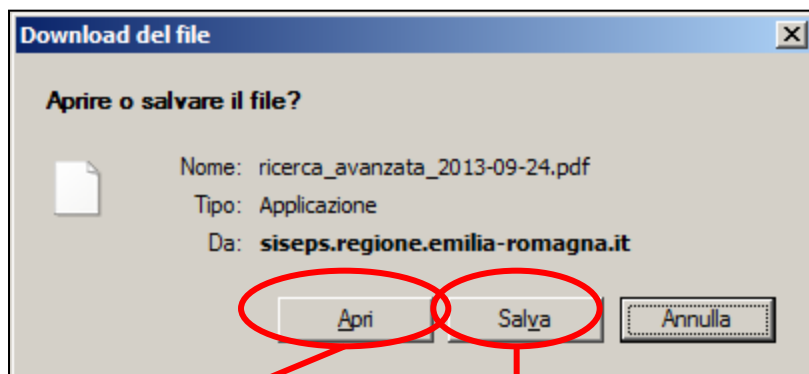 Download del file
Aprire o salvare il file?
Nome: ricerca_avanzata_2013-09-24.pdf
Tipo: Applicazione
Da: siseps.regione.emilia-romagna.it
Apri Salva Annulla